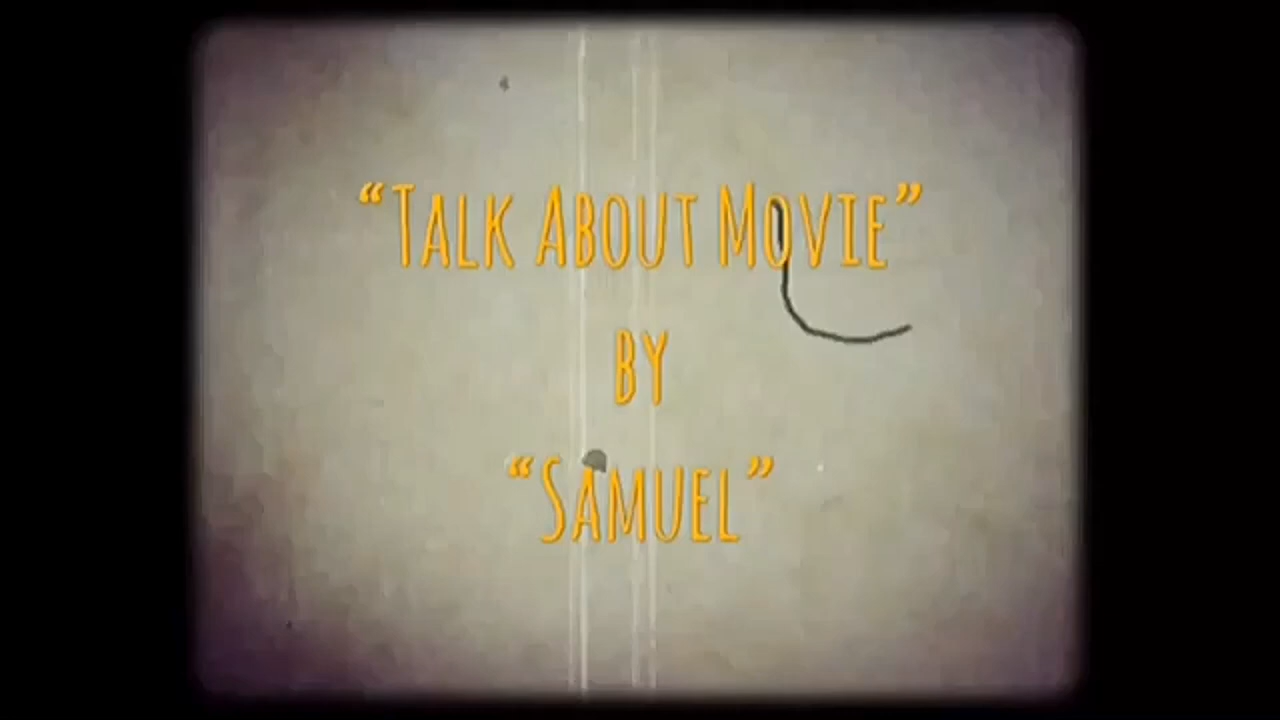 “Talk About Movie”
by
“Samuel”